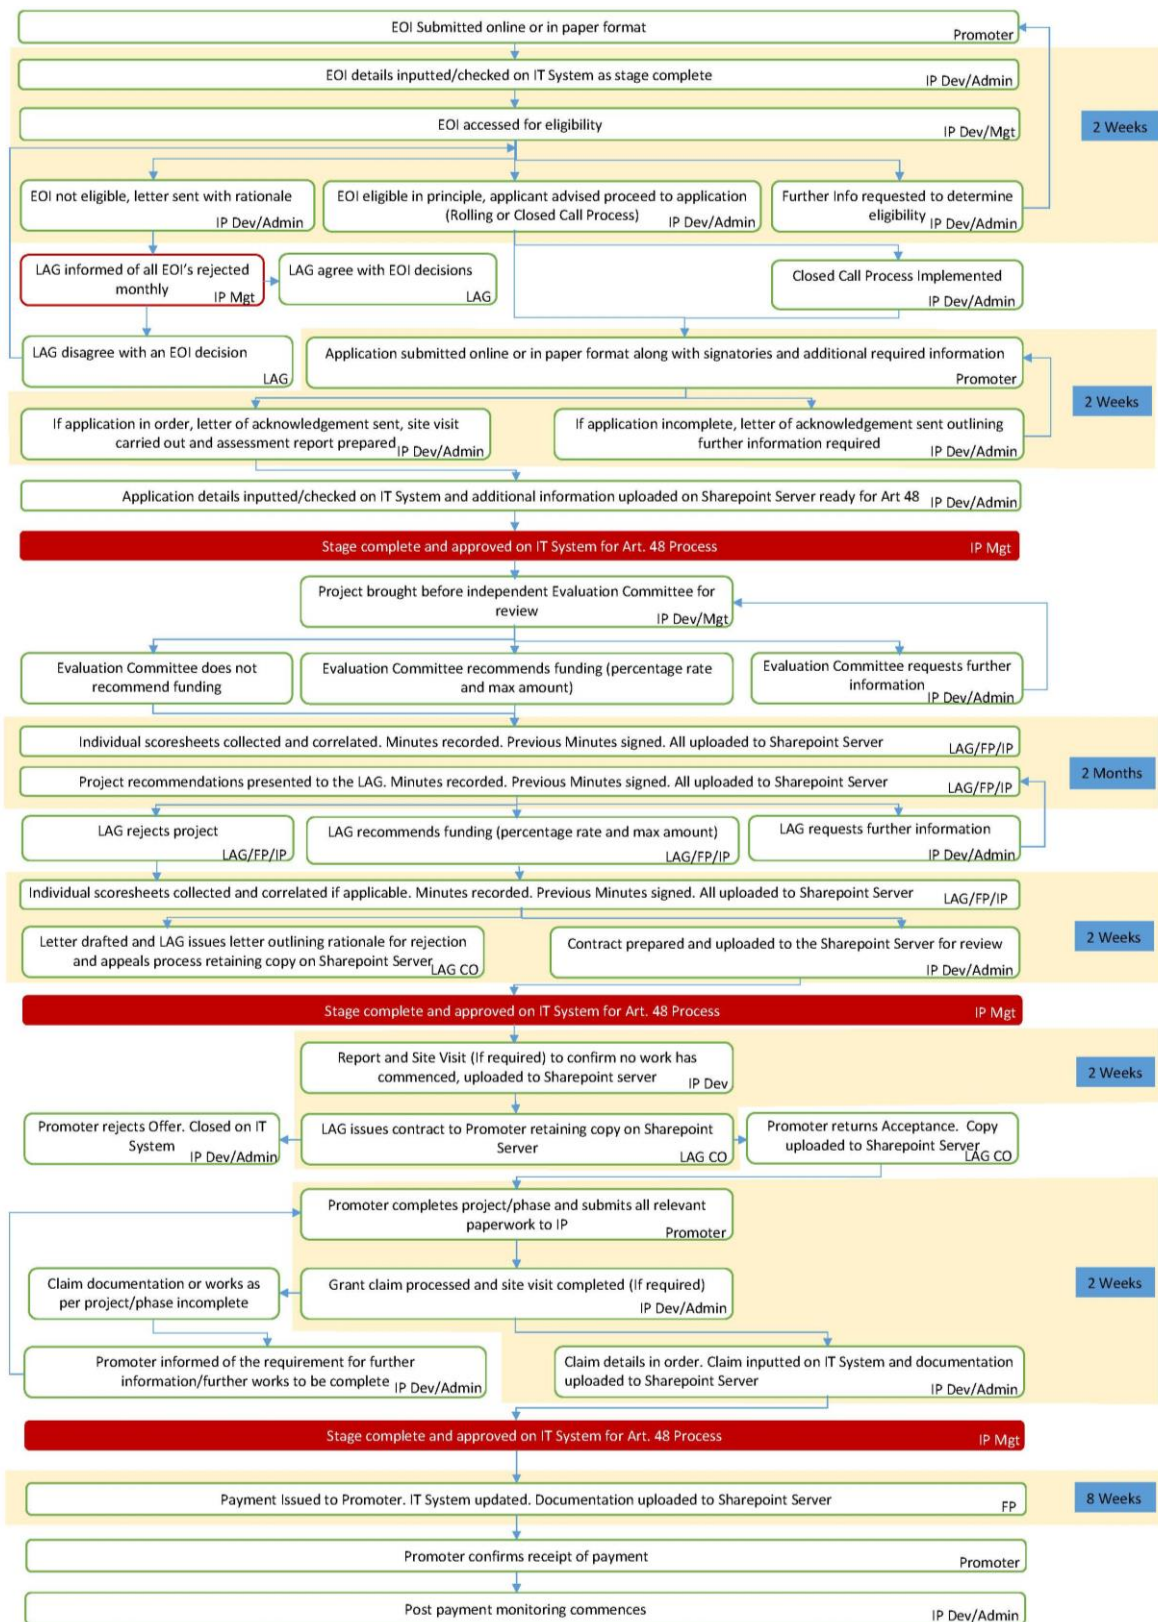 EOI Submitted online or in paper format
Promoter
EOI details inputted/checked on IT System as stage complete
IP Dev/Admin
EOI accessed for eligibility
IP Dev/Mgt
2 Weeks
EOI not eligible, letter sent with rationale
IP Dev/Admin
EOI eligible in principle, applicant advised proceed to application
(Rolling or Closed Call Process)
IP Dev/Admin
Further Info requested to determine
eligibility
IP Dev/Admin
LAG informed of all EOI's rejected
monthly
IP Mgt
LAG agree with EOI decisions
LAG
Closed Call Process Implemented
IP Dev/Admin
LAG disagree with an EOI decision
LAG
Application submitted online or in paper format along with signatories and additional required information
Promoter
2 Weeks
If application in order, letter of acknowledgement sent, site visit
carried out and assessment report prepared
IP Dev/Admin
If application incomplete, letter of acknowledgement sent outlining
further information required
IP Dev/Admin
Application details inputted/checked on IT System and additional information uploaded on Sharepoint Server ready for Art 48
IP Dev/Admin
Stage complete and approved on IT System for Art. 48 Process
IP Mgt
Project brought before independent Evaluation Committee for
review
IP Dev/Mgt
Evaluation Committee does not
recommend funding
Evaluation Committee recommends funding (percentage rate
and max amount)
Evaluation Committee requests further
information
IP Dev/Admin
Individual scoresheets collected and correlated. Minutes recorded. Previous Minutes signed. All uploaded to Sharepoint Server
LAG/FP/IP
2 Months
Project recommendations presented to the LAG. Minutes recorded. Previous Minutes signed. All uploaded to Sharepoint Server
LAG/FP/IP
LAG rejects project
LAG/FP/IP
LAG recommends funding (percentage rate and max amount)
LAG/FP/IP
LAG requests further information
IP Dev/Admin
Individual scoresheets collected and correlated if applicable. Minutes recorded. Previous Minutes signed. All uploaded to Sharepoint Server
LAG/FP/IP
2 Weeks
Letter drafted and LAG issues letter outlining rationale for rejection
and appeals process retaining copy on Sharepoint Server
LAG CO
Contract prepared and uploaded to the Sharepoint Server for review
IP Dev/Admin
Stage complete and approved on IT System for Art. 48 Process
IP Mgt
Report and Site Visit (If required) to confirm no work has
commenced, uploaded to Sharepoint server
IP Dev
2 Weeks
Promoter rejects Offer. Closed on IT
System
IP Dev/Admin
LAG issues contract to Promoter retaining copy on Sharepoint
Server
LAG CO
Promoter returns Acceptance. Copy
uploaded to Sharepoint Server
LAG CO
Promoter completes project/phase and submits all relevant
paperwork to IP
Promoter
2 Weeks
Claim documentation or works as
per project/phase incomplete
Grant claim processed and site visit completed (If required)
IP Dev/Admin
Promoter informed of the requirement for further
information/further works to be complete
IP Dev/Admin
Claim details in order. Claim inputted on IT System and documentation
uploaded to Sharepoint Server
IP Dev/Admin
Stage complete and approved on IT System for Art. 48 Process
IP Mgt
Payment Issued to Promoter. IT System updated. Documentation uploaded to Sharepoint Server
FP
8 Weeks
Promoter confirms receipt of payment
Promoter
Post payment monitoring commences
IP Dev/Admin